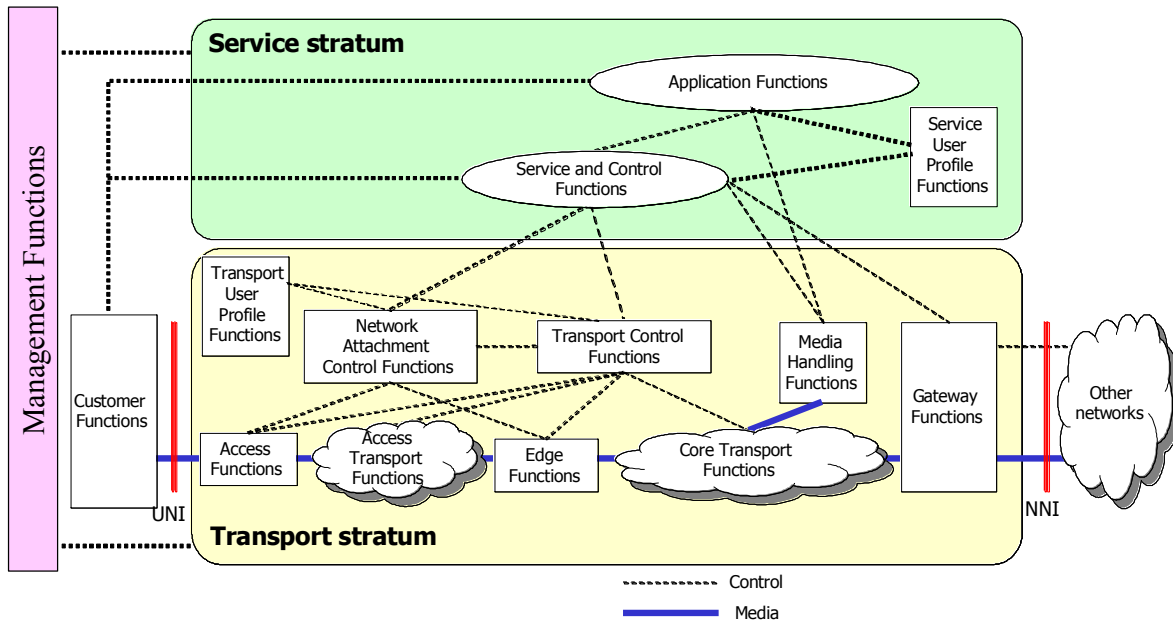 Management Functions
Service stratum
Application Functions
Service
User
Profile
Functions
Service and Control
Functions
Transport
User
Profile
Functions
Network
Attachment
Control Functions
Transport Control
Functions
Media
Handling
Functions
Customer
Functions
Gateway
Functions
Other
networks
Access
Functions
Access
Transport
Functions
Edge
Functions
Core Transport
Functions
UNI
NNI
Transport stratum
Control
Media